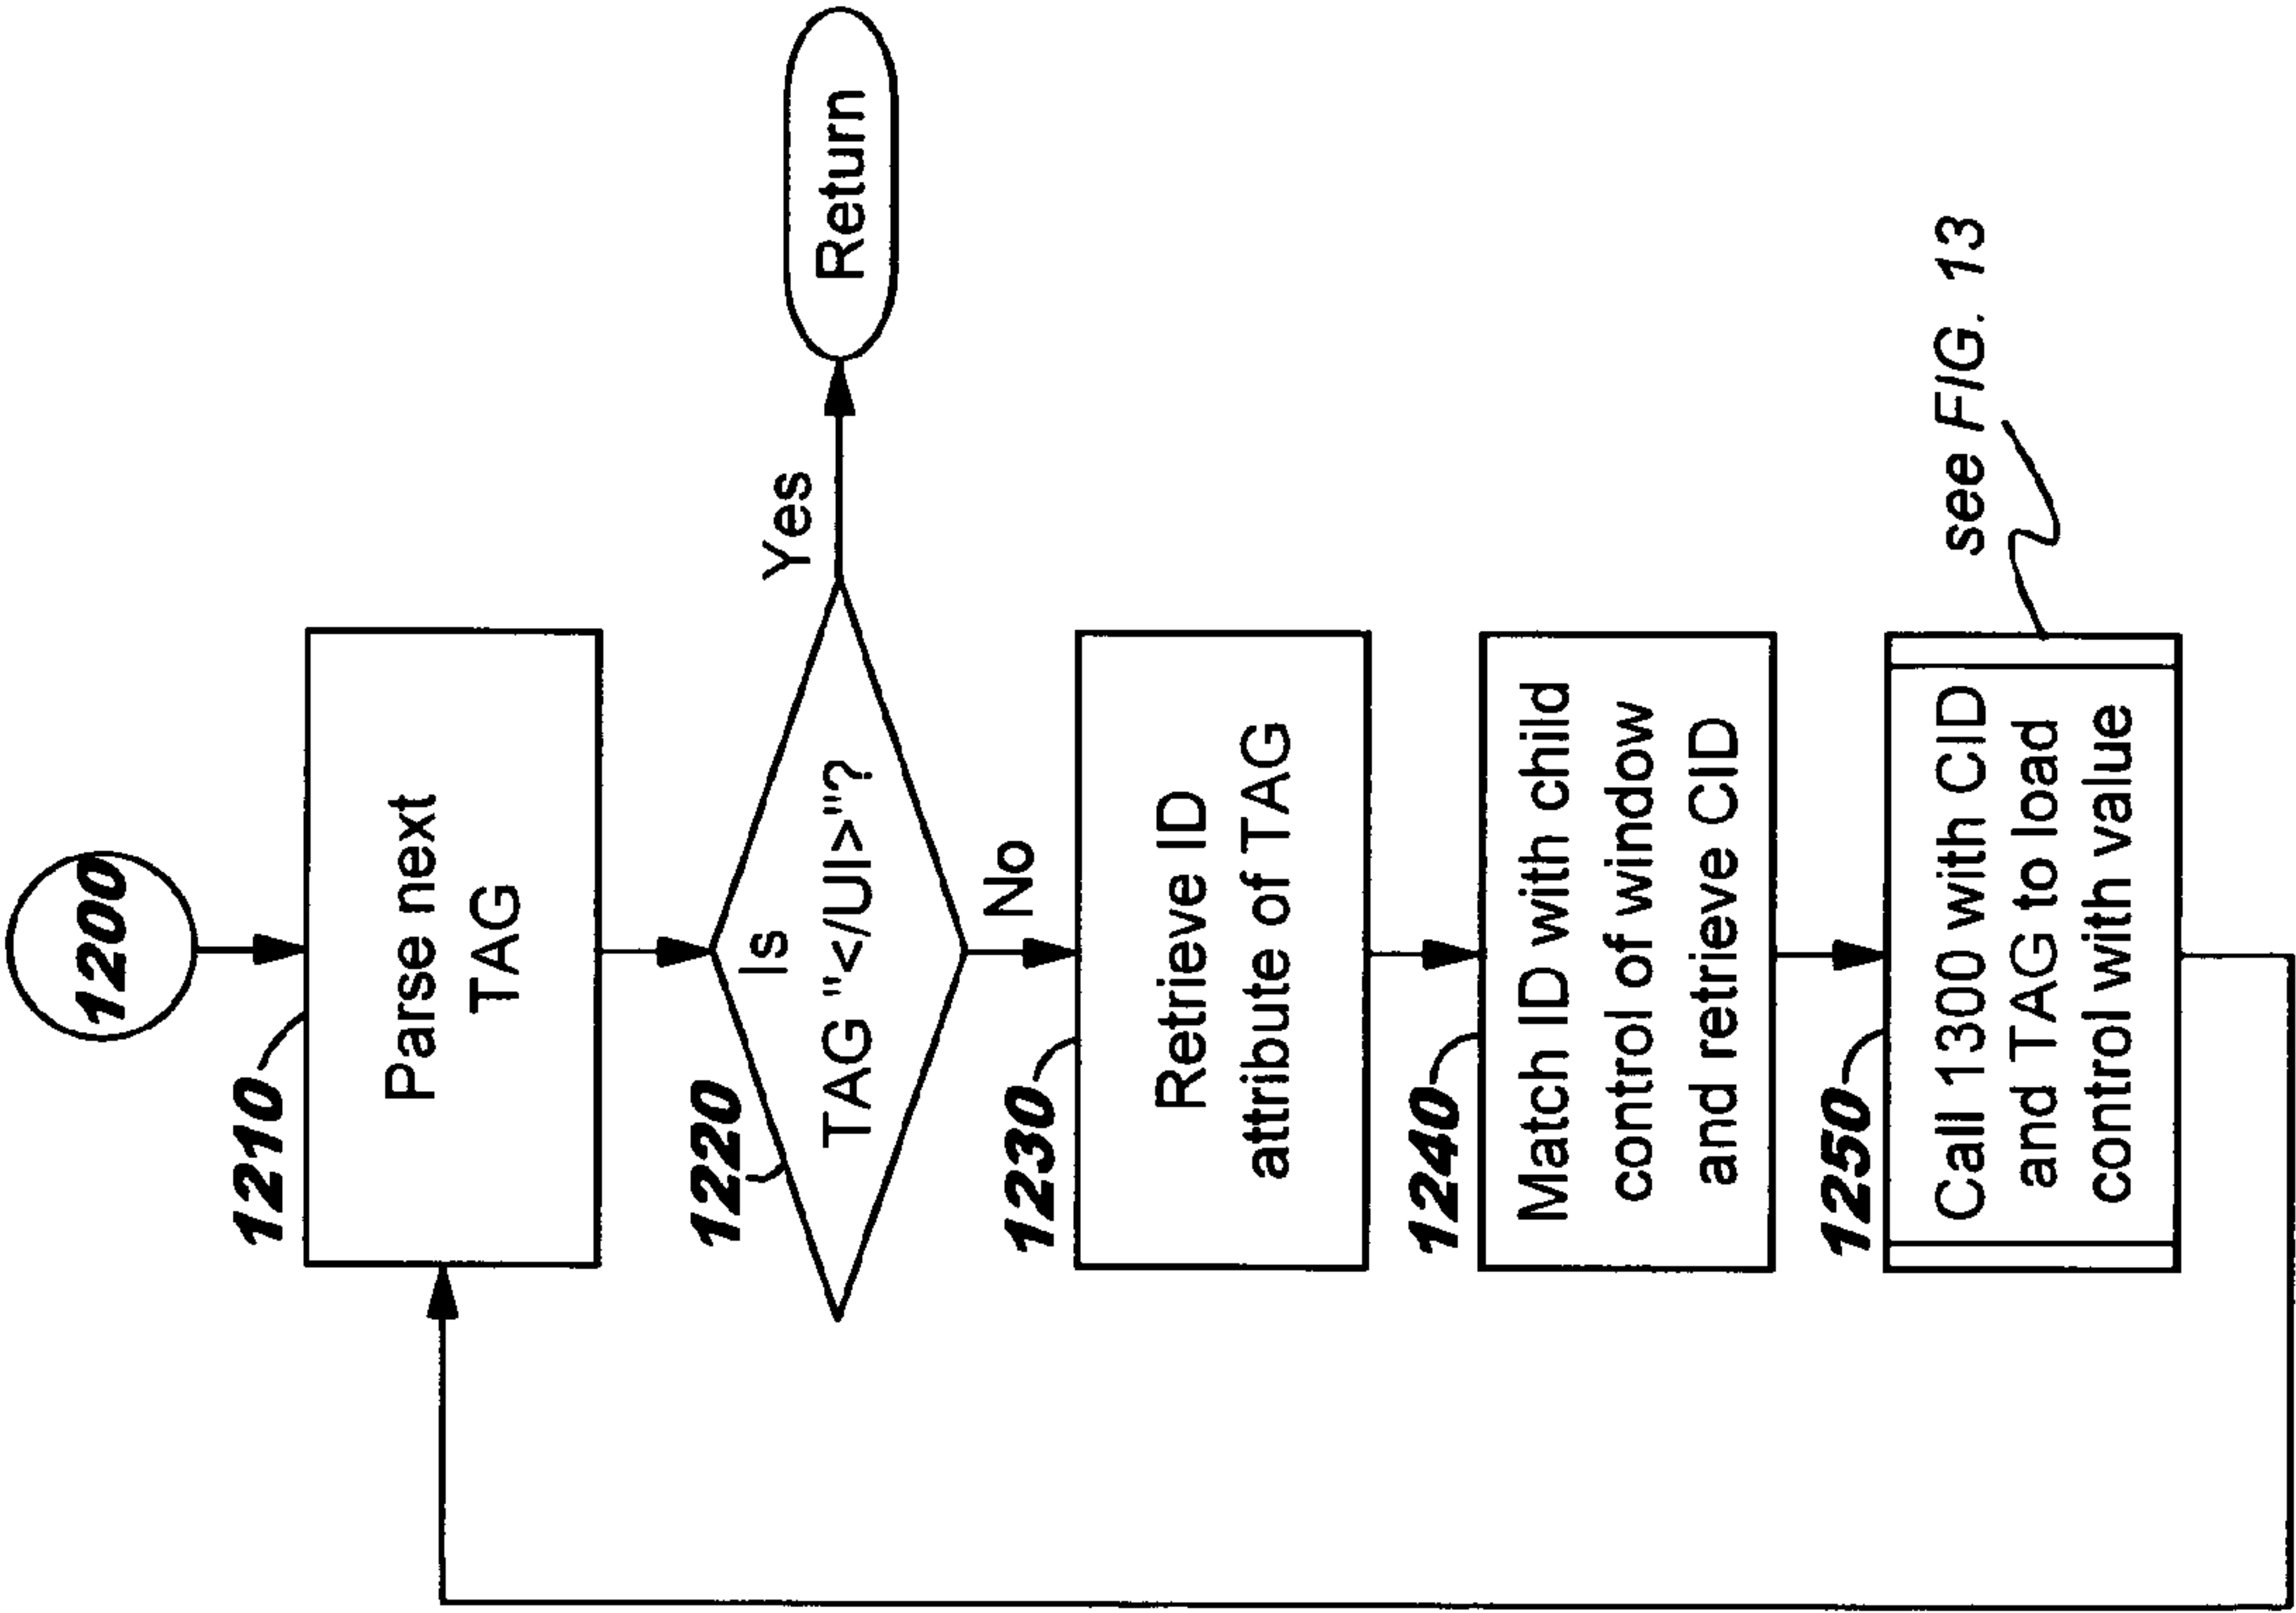 1200
1210
Parse next
TAG
1220
Is
TAG "</UI>"?
Yes
Return
No
1230
Retrieve ID
attribute of TAG
1240
Match ID with child
control of window
and retrieve CID
1250
Call 1300 with CID
and TAG to load
control with value
see FIG. 13